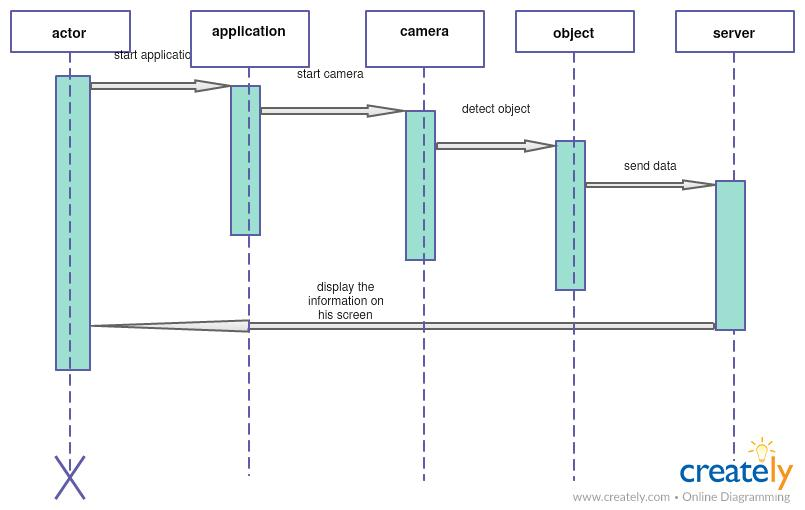 actor
application
camera
object
server
start applicatio
start camera
detect object
send data
display the
information on
his screen
creately
www.creately.com • Online Diagramming